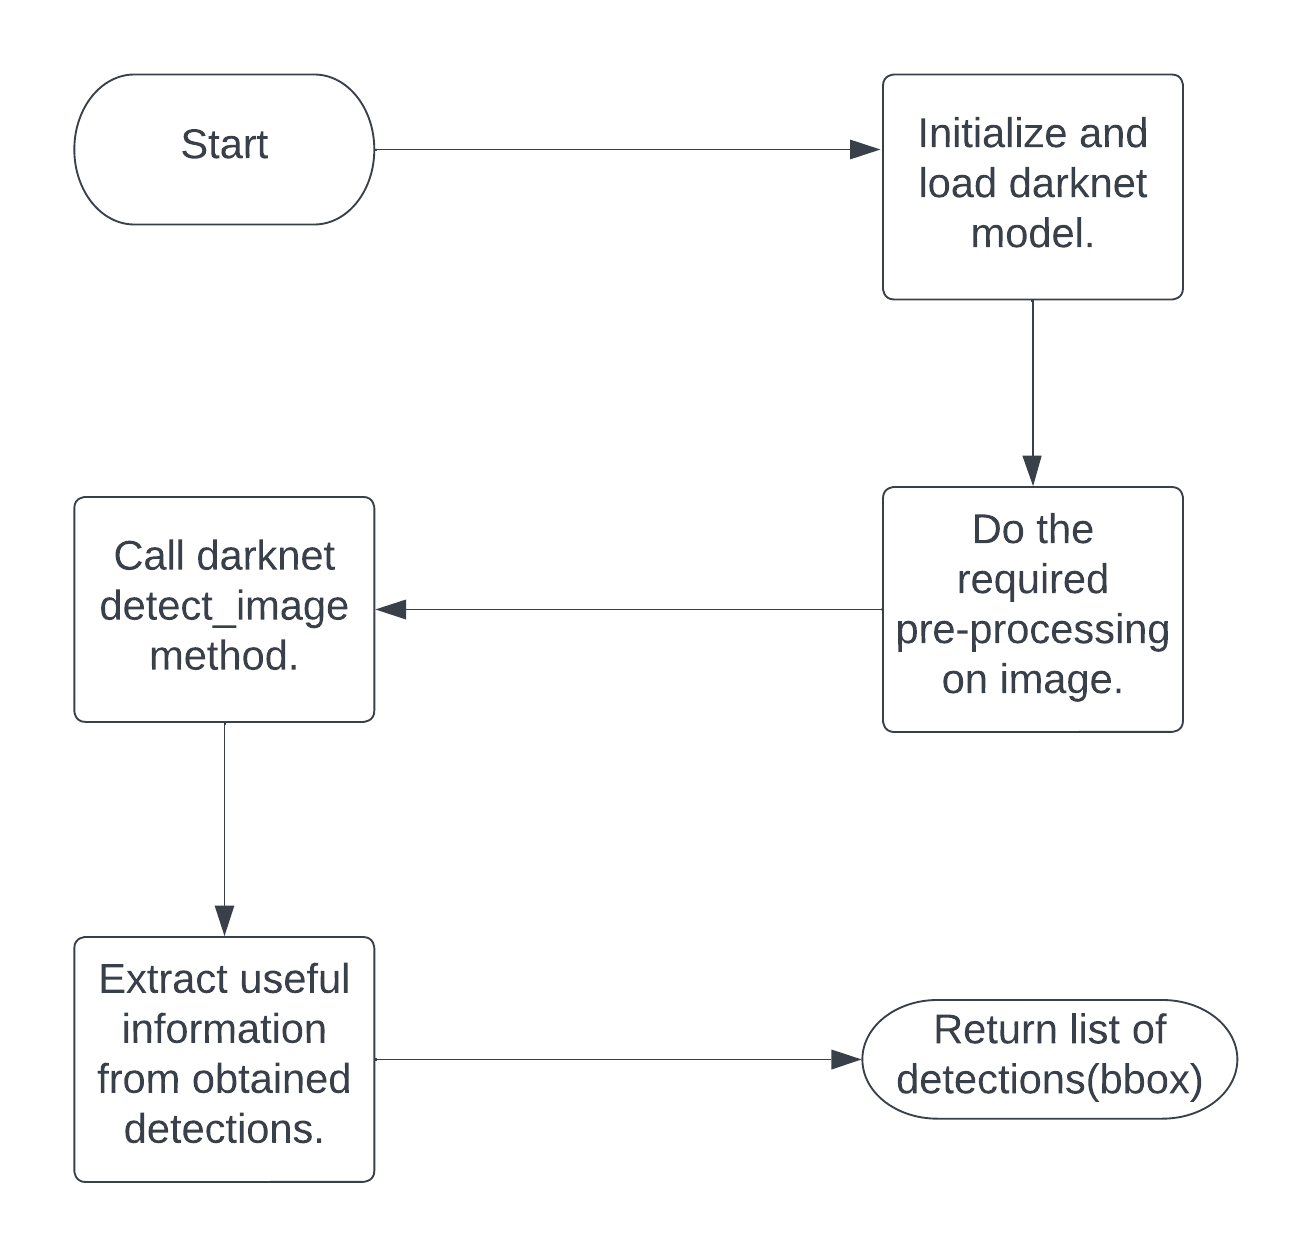 Start
Initialize and
load darknet
model.
Do the
required
pre-processing
on image.
Call darknet
detect_image
method.
Extract useful
information
from obtained
detections.
Return list of
detections(bbox)